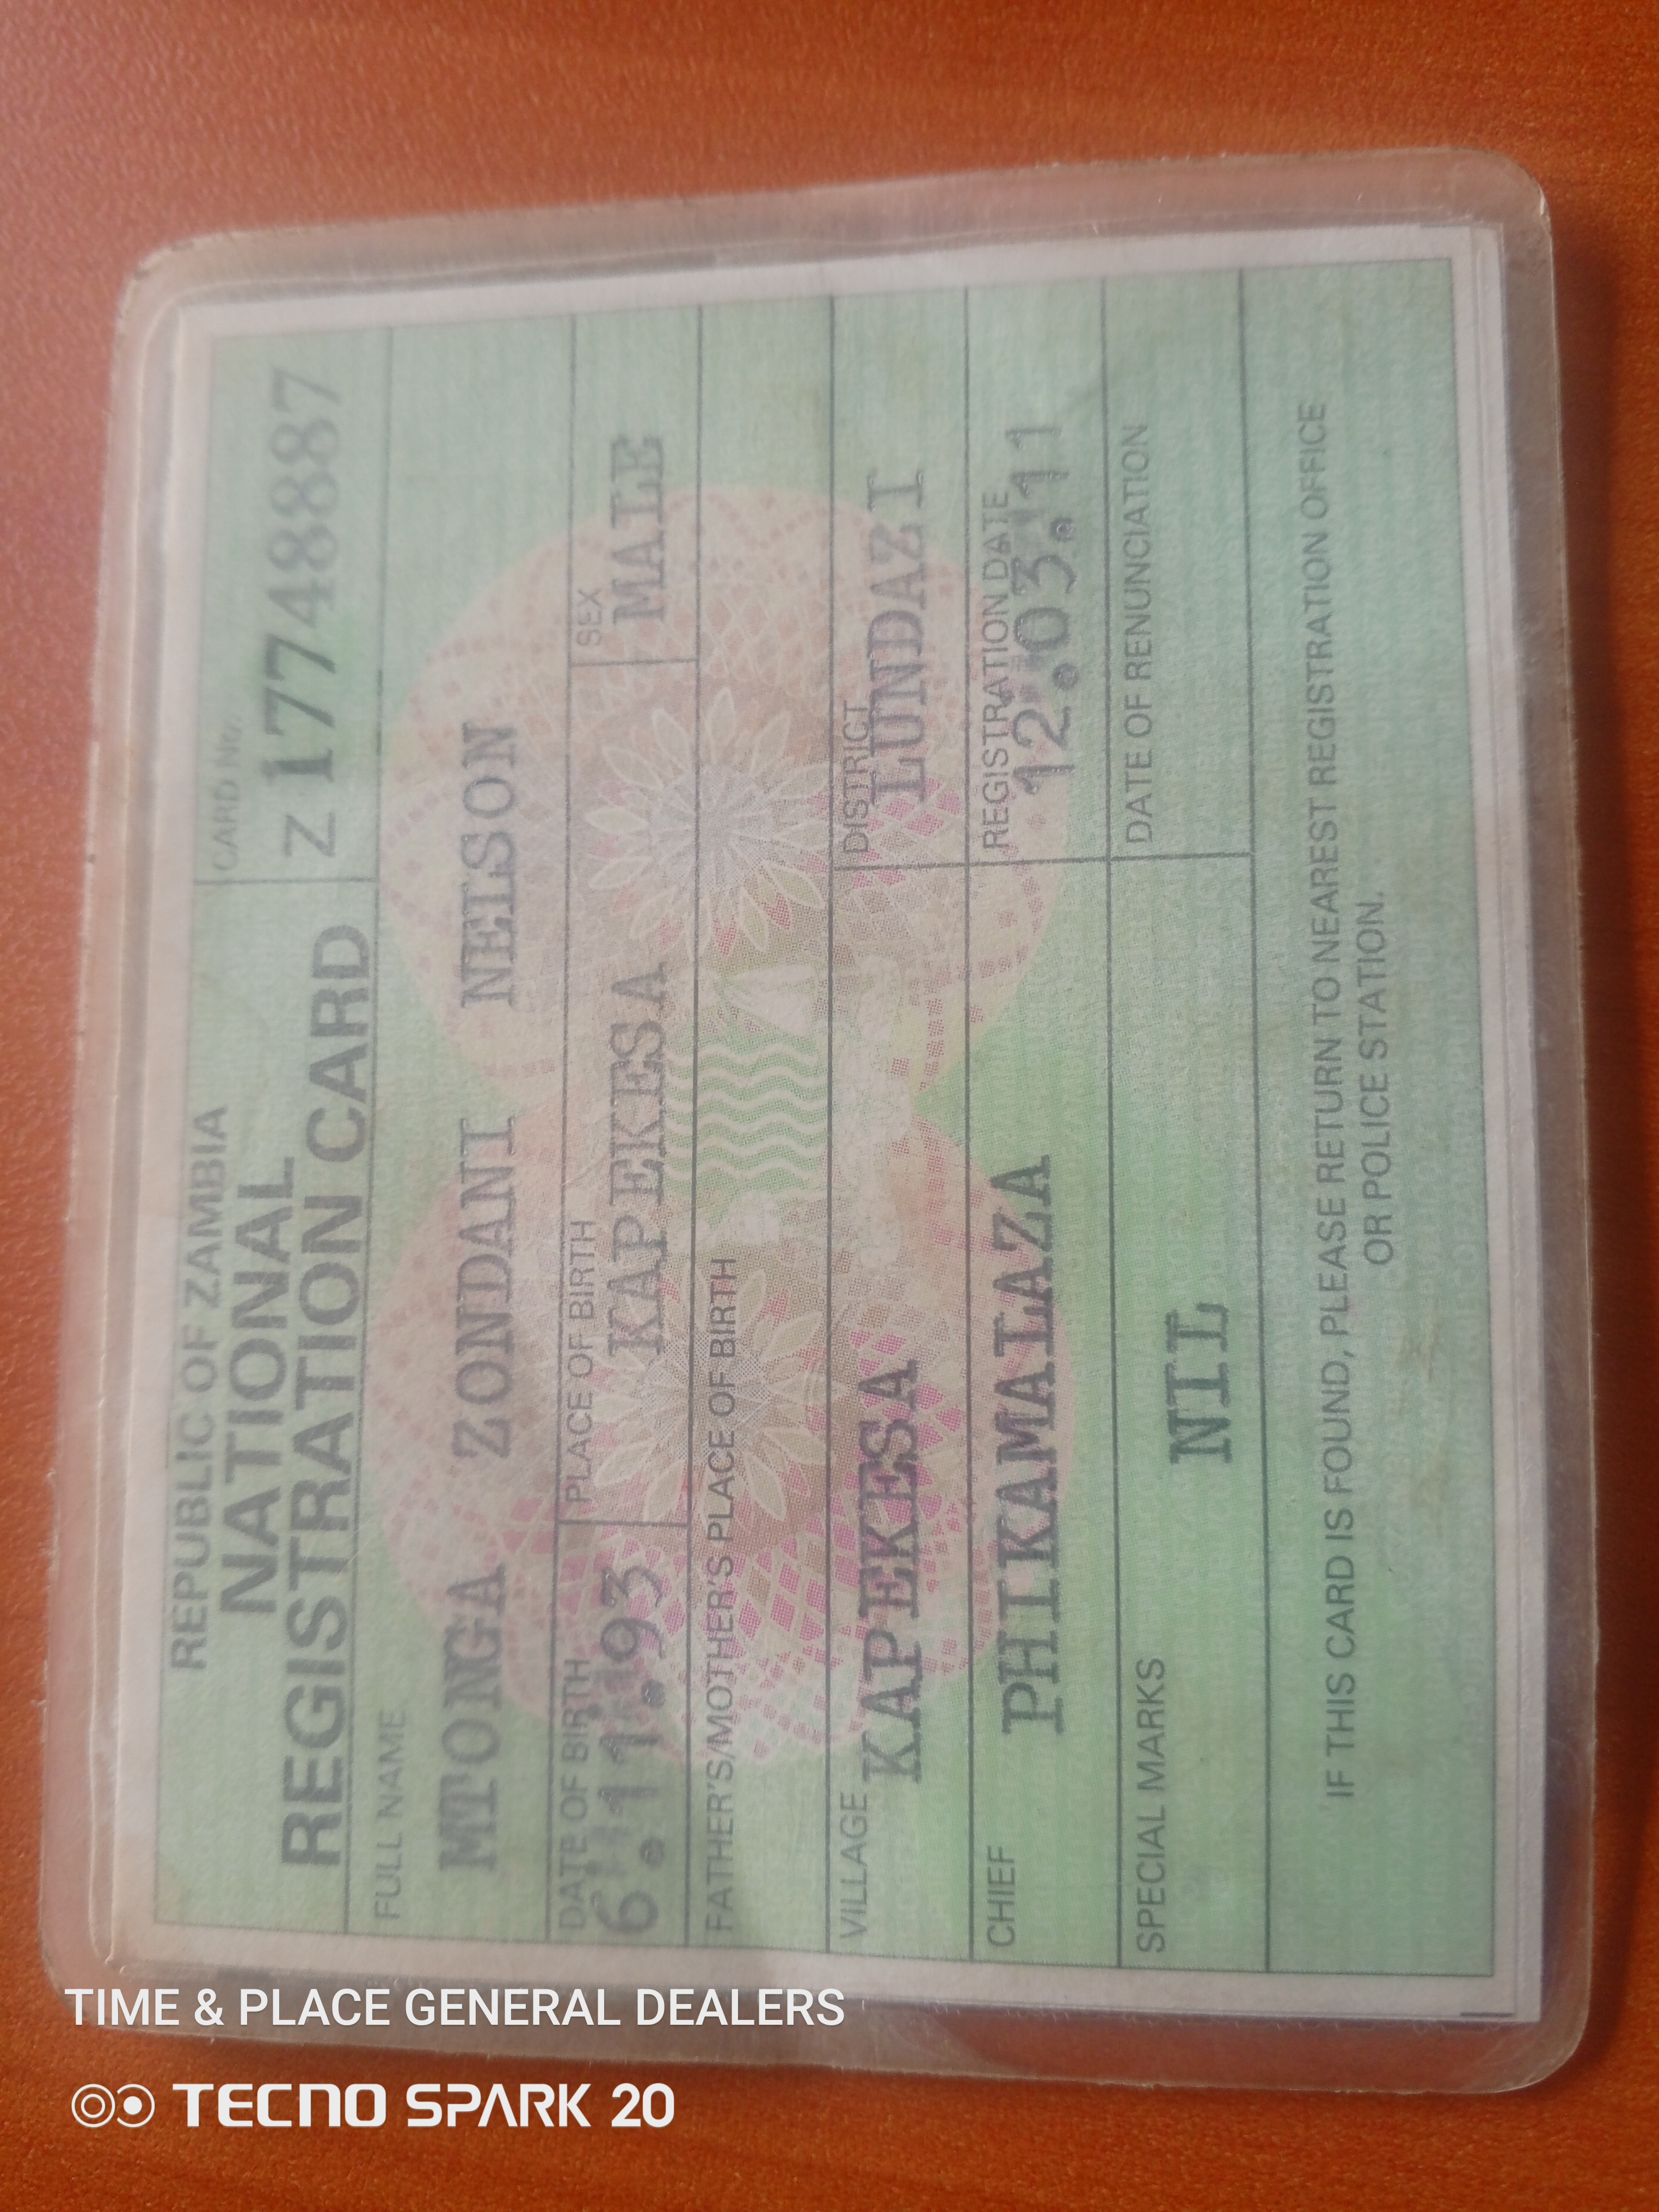 REPUBLIC OF ZAMBIA
NATIONAL
REGISTRATION CARD
CARD No.
Z 17748887
FULL NAME
MTONGA ZONDANI NELSON
DATE OF BIRTH
6.11.93
PLACE OF BIRTH
KAPEKESA
SEX
MALE
FATHER'S/MOTHER'S PLACE OF BIRTH
VILLAGE
KAPEKESA
DISTRICT
LUNDAZI
CHIEF
PHIKAMALAZA
REGISTRATION DATE
12.03.11
SPECIAL MARKS
NIL
DATE OF RENUNCIATION
IF THIS CARD IS FOUND, PLEASE RETURN TO NEAREST REGISTRATION OFFICE
OR POLICE STATION.
TIME & PLACE GENERAL DEALERS
TECNO SPARK 20